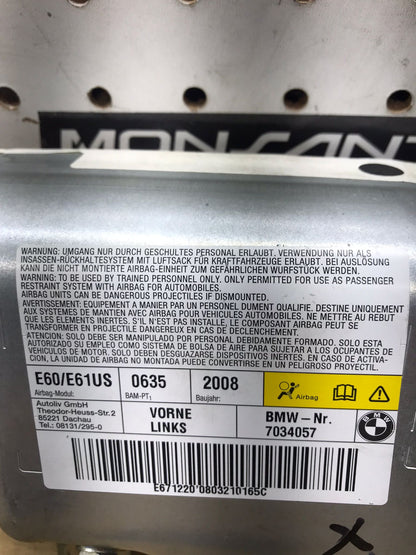 MONSANT
WARNUNG: UMGANG NUR DURCH GESCHULTES PERSONAL ERLAUBT. VERWENDUNG NUR ALS
INSASSEN-RÜCKHALTESYSTEM MIT LUFTSACK FÜR KRAFTFAHRZEUGE ERLAUBT. BEI AUSLÖSUNG
KANN DIE NICHT MONTIERTE AIRBAG-EINHEIT ZUM GEFÄHRLICHEN WURFSTÜCK WERDEN.
WARNING: TO BE USED BY TRAINED PERSONNEL ONLY. ONLY PERMITTED FOR USE AS PASSENGER
RESTRAINT SYSTEM WITH AIRBAG FOR AUTOMOBILES.
AIRBAG UNITS CAN BE DANGEROUS PROJECTILES IF DISMOUNTED.
AVERTISSEMENT: EQUIPEMENT A MANIER PAR UN PERSONNEL DUMENT QUALIFIE. DESTINE UNIQUEMENT
AUX SYSTEMES DE MAINTIEN AVEC AIRBAG POUR VEHICULES AUTOMOBILES. NE METTRE AU REBUT
QUE LES ELEMENTS INERTES. S'IL N'EST PAS MONTE, LE COMPOSANT AIRBAG PEUT SE
TRANSFORMER EN PROJECTILE DANGEREUX EN CAS DE DECLENCHEMENT.
ATENCION: SOLO DEBE SER MANIPULADO POR PERSONAL DEBIDAMENTE FORMADO. SOLO ESTA
AUTORIZADO EL EMPLEO COMO SISTEMA DE BOLSA DE AIRE PARA SUJETAR A LOS OCUPANTES DE
VEHICULOS DE MOTOR. SOLO DEBEN DESGUAZARSE DISPOSITIVOS INERTES. EN CASO DE ACTIVA-
CION, LA UNIDAD DE AIRBAG NO MONTADA PUEDE CONVERTIRSE EN UN PROYECTIL PELIGROSO.
E60/E61US 0635 2008 Airbag
Airbag-Modul: BAM-PT1 Baujahr:
Autoliv GmbH
Theodor-Heuss-Str.2
85221 Dachau
Tel.: 08131/295-0
VORNE
LINKS
BMW-Nr.
7034057
BMW
E671220 0803210165C
X